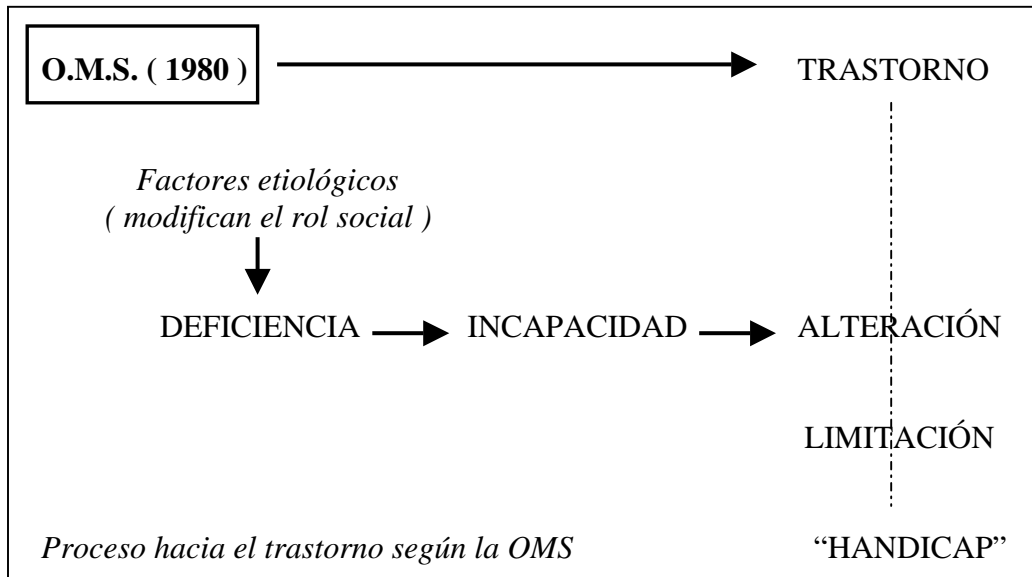 O.M.S. ( 1980 ) TRASTORNO
Factores etiológicos
( modifican el rol social )
DEFICIENCIA INCAPACIDAD ALTERACIÓN
LIMITACIÓN
Proceso hacia el trastorno según la OMS “HANDICAP”